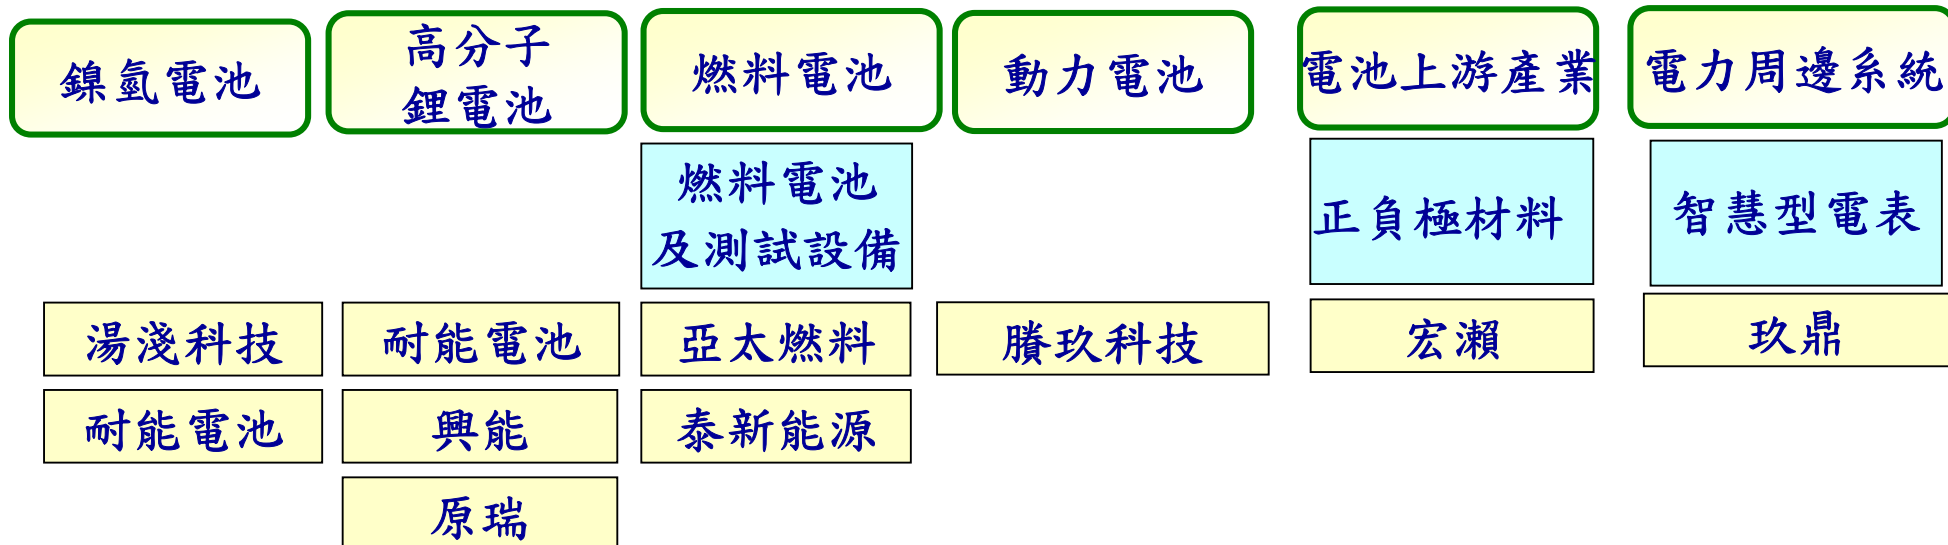 鎳氫電池
高分子
鋰電池
燃料電池
動力電池
電池上游產業
電力周邊系統
燃料電池
及測試設備
正負極材料
智慧型電表
湯淺科技
耐能電池
亞太燃料
賸玖科技
宏瀨
玖鼎
耐能電池
興能
泰新能源
原瑞